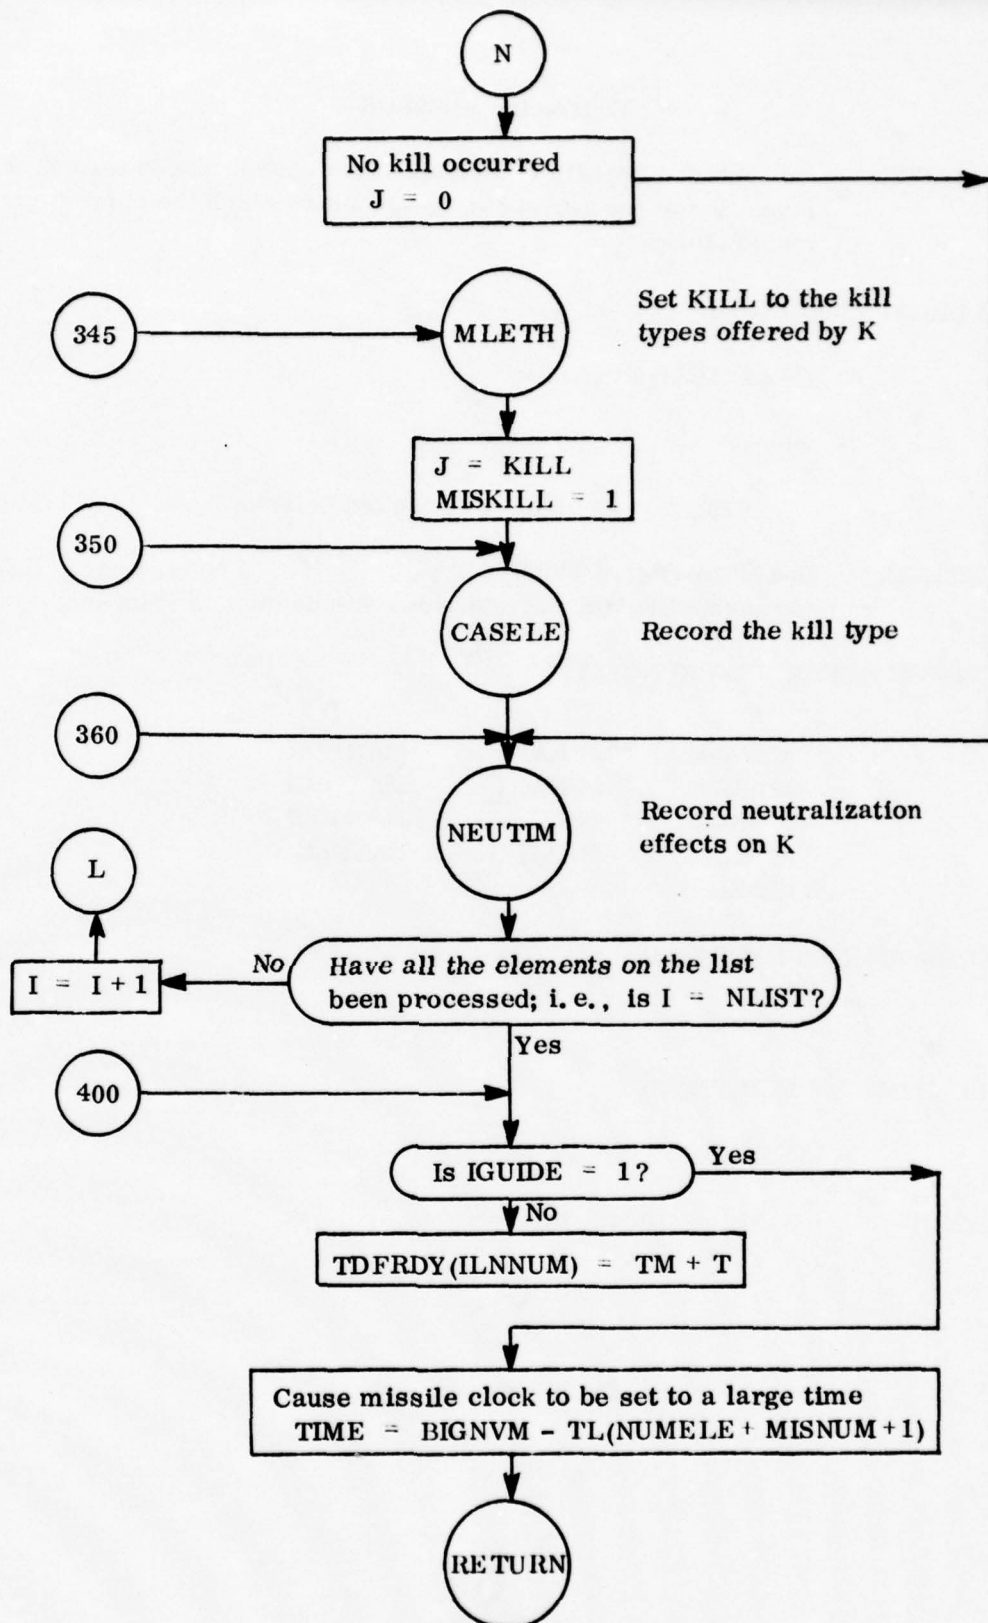 N
No kill occurred
J = 0
345
MLETH
Set KILL to the kill
types offered by K
J = KILL
MISKILL = 1
350
CASELE
Record the kill type
360
NEUTIM
Record neutralization
effects on K
L
I = I + 1
No
Have all the elements on the list
been processed; i.e., is I = NLIST?
Yes
400
Is IGUIDE = 1?
Yes
No
TDFRDY(ILNNUM) = TM + T
Cause missile clock to be set to a large time
TIME = BIGNVM - TL(NUMELE + MISNUM + 1)
RETURN